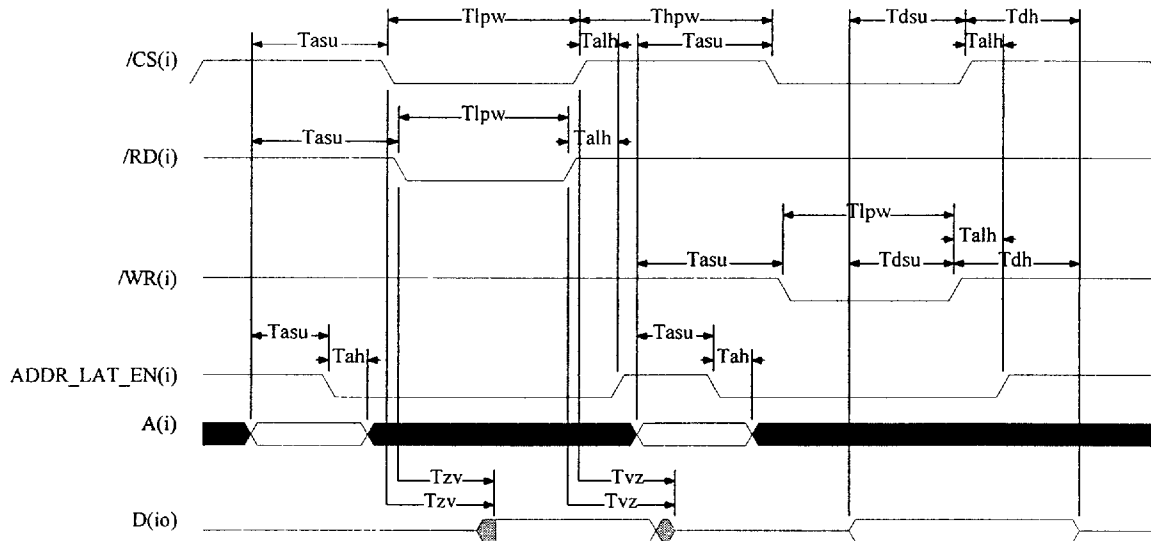 Tlpw Thpw Tdsu Tdh
Tasu Talh Tasu Talh
/CS(i)
Tlpw
Tasu Talh
/RD(i)
Tlpw
Talh
Tasu Tdsu Tdh
/WR(i)
Tasu Tasu
Tah Tah
ADDR_LAT_EN(i)
A(i)
Tzv Tvz
Tzv Tvz
D(io)